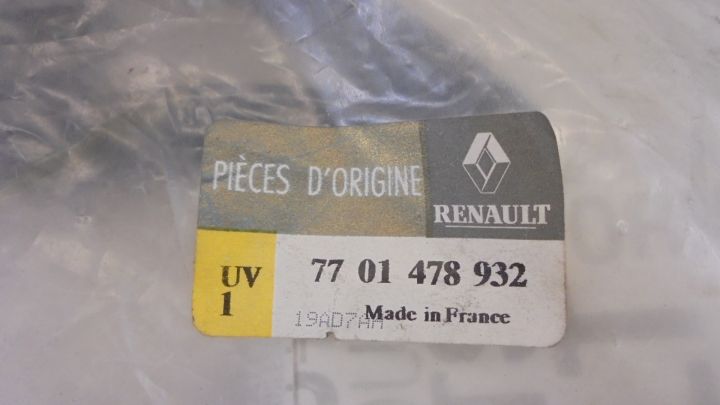 PIÈCES D'ORIGINE
RENAULT
UV
1
77 01 478 932
Made in France
19AD7AM